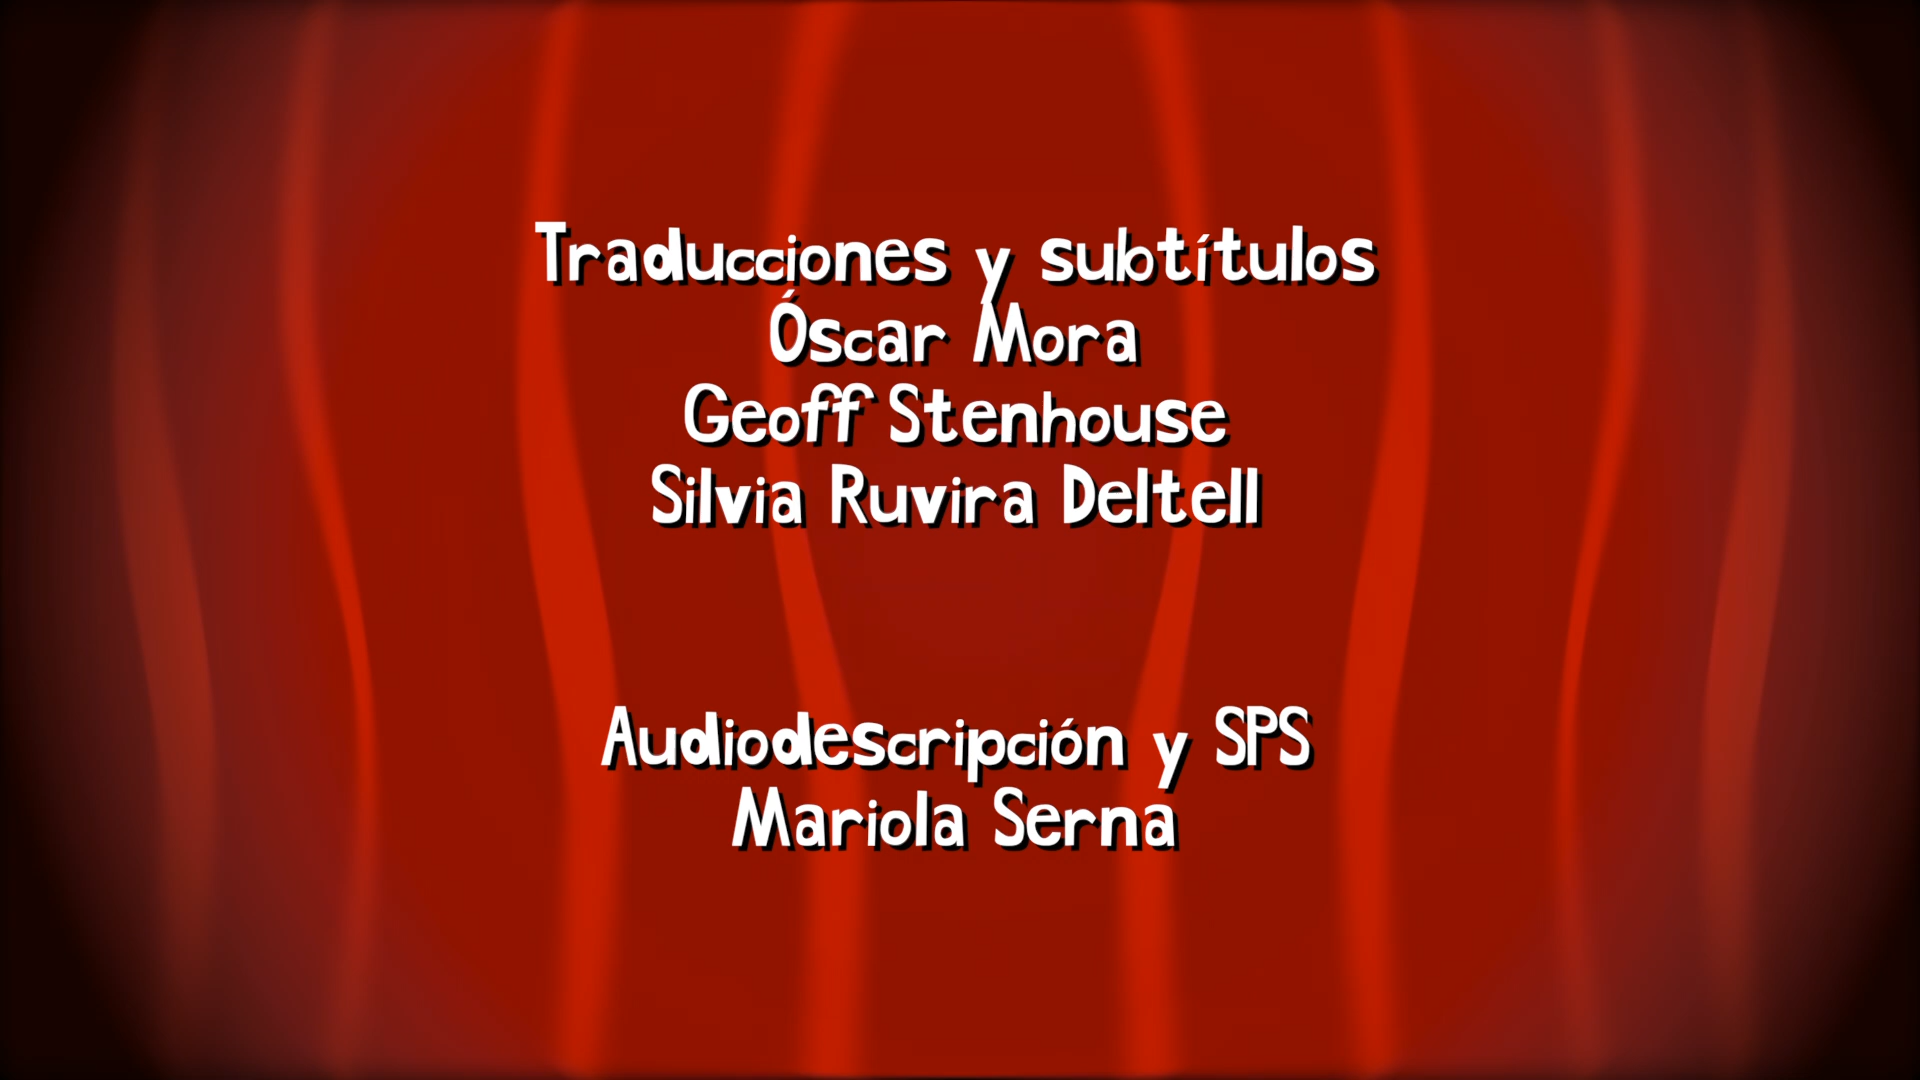 Traducciones y subtítulos
Óscar Mora
Geoff Stenhouse
Silvia Ruvira Deltell
Audiodescripción y SPS
Mariola Serna